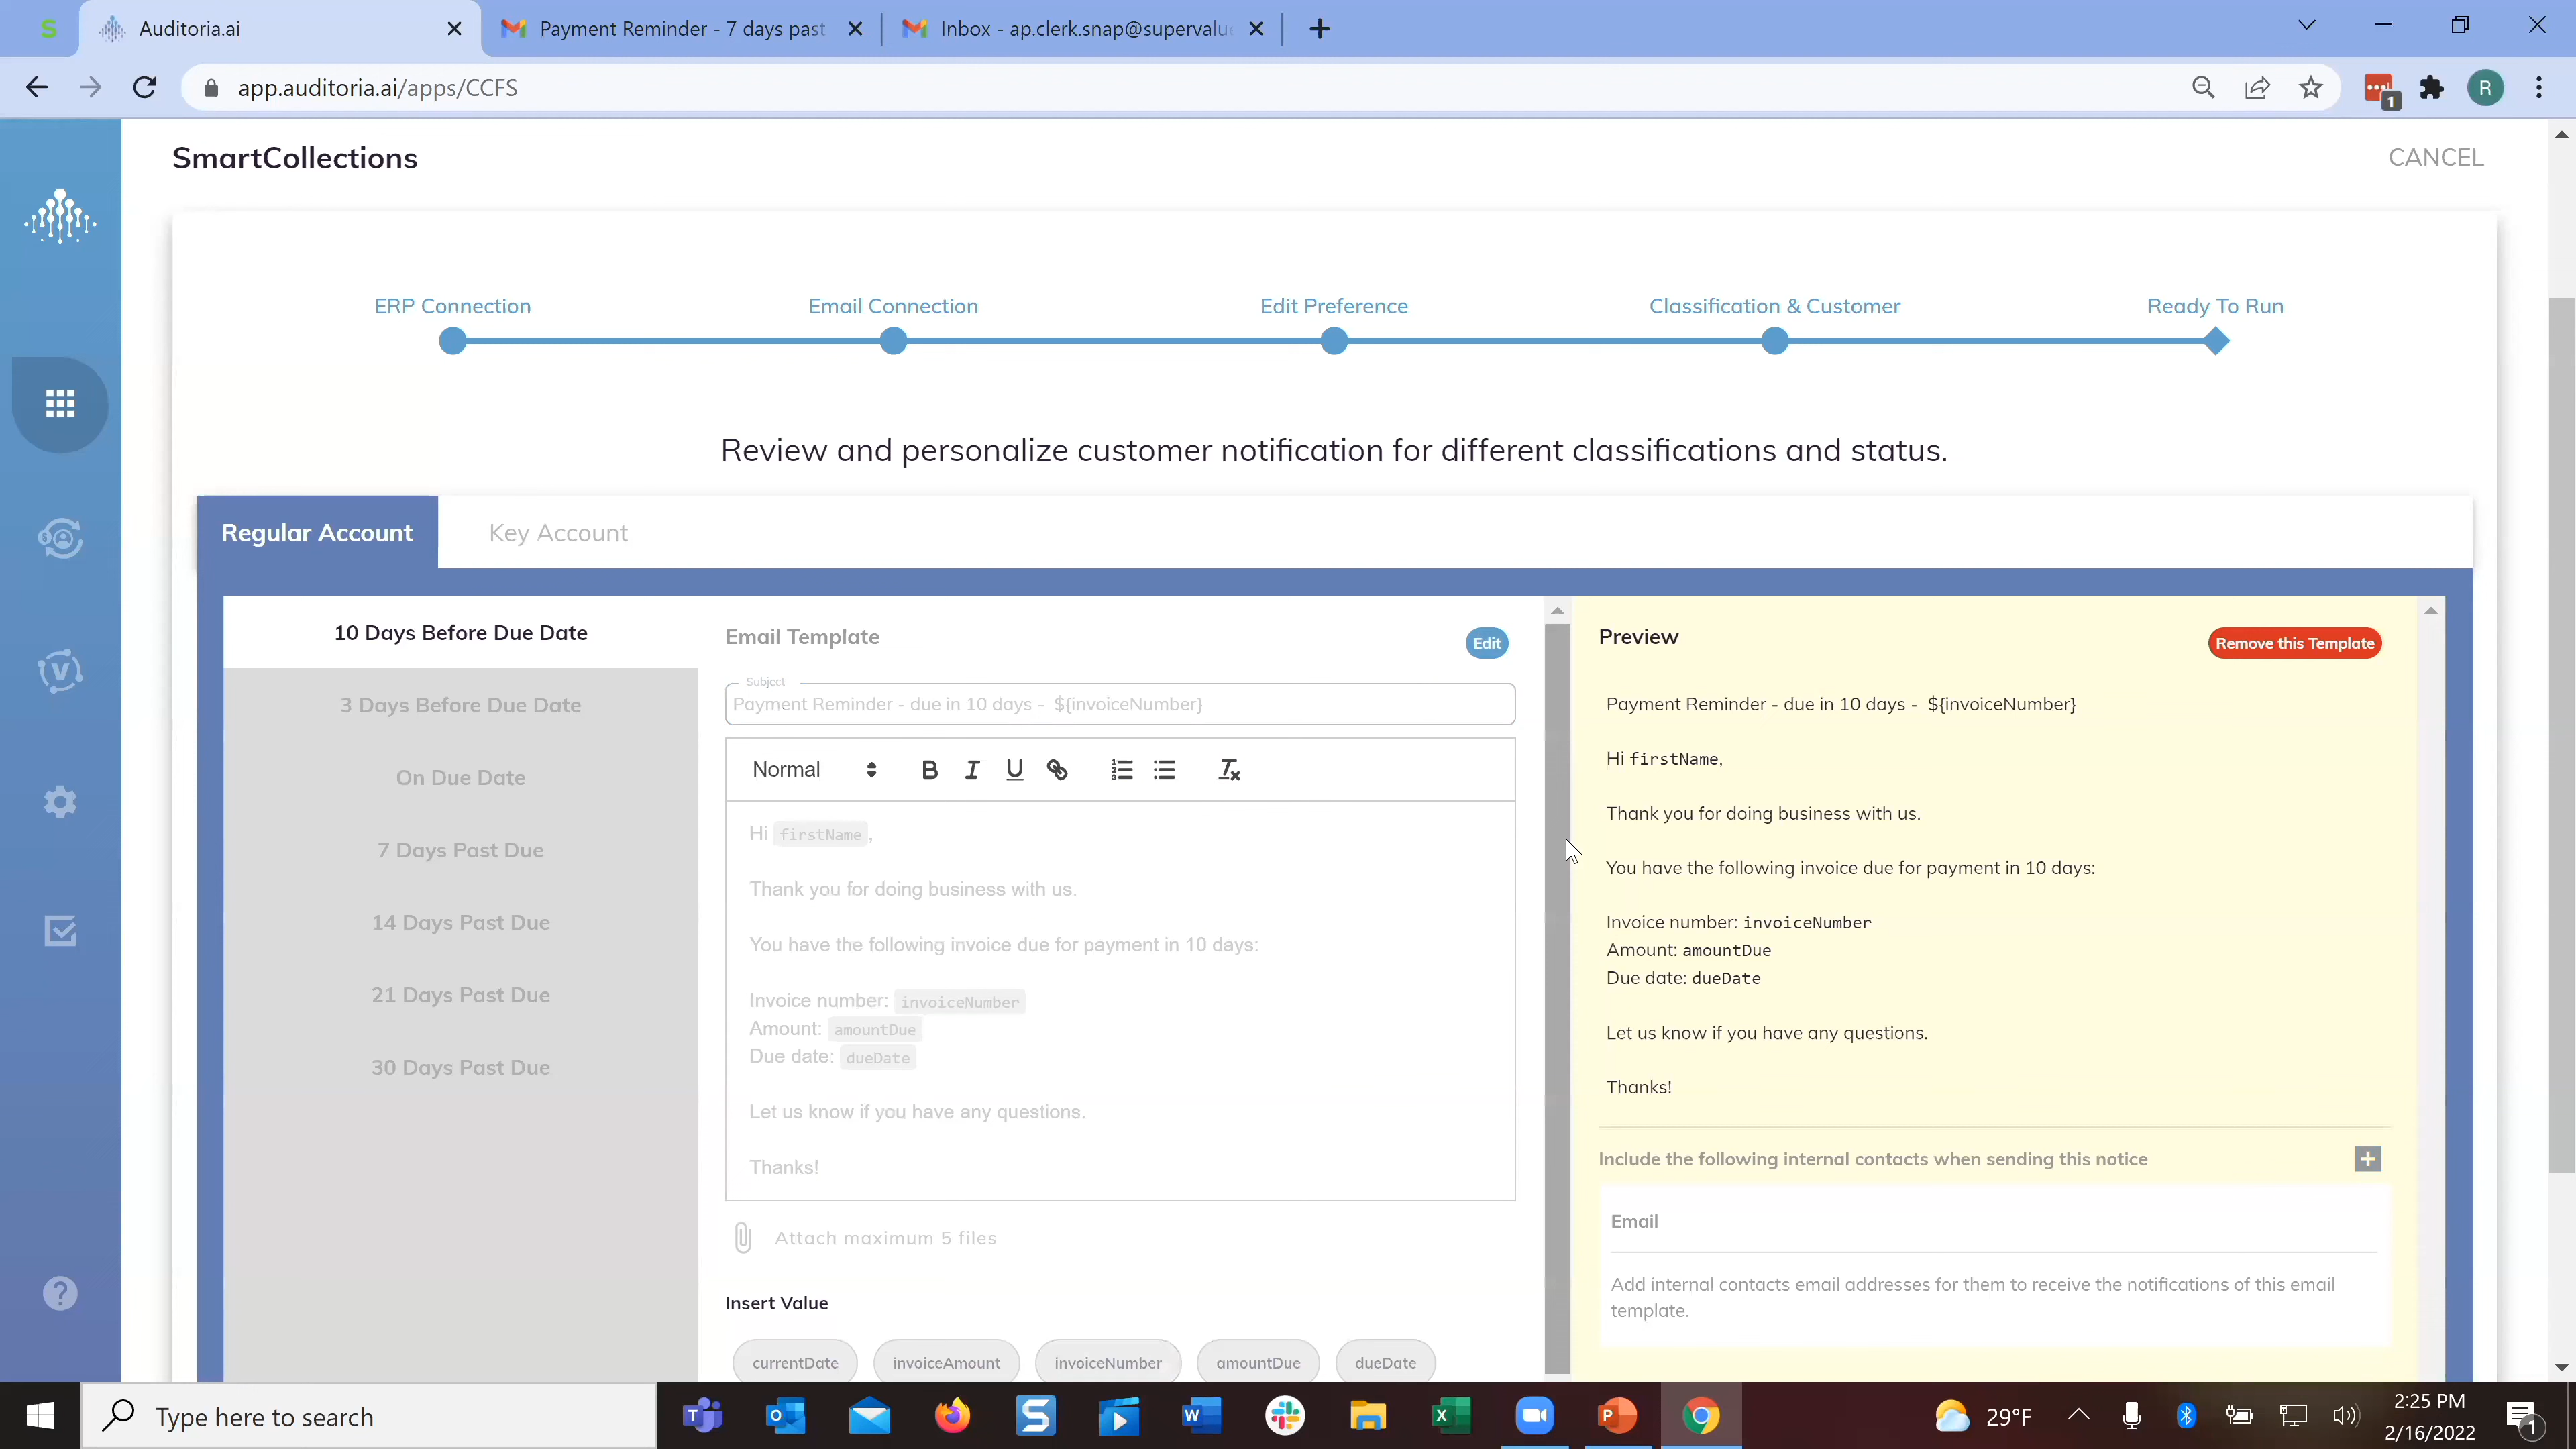 S
Auditoria.ai
Payment Reminder - 7 days past
Inbox - ap.clerk.snap@supervalu
app.auditoria.ai/apps/CCFS
1
R
SmartCollections
CANCEL
ERP Connection
Email Connection
Edit Preference
Classification & Customer
Ready To Run
Review and personalize customer notification for different classifications and status.
Regular Account
Key Account
10 Days Before Due Date
3 Days Before Due Date
On Due Date
7 Days Past Due
14 Days Past Due
21 Days Past Due
30 Days Past Due
Email Template
Edit
Subject
Payment Reminder - due in 10 days - ${invoiceNumber}
Normal
B I U
Hi firstName,
Thank you for doing business with us.
You have the following invoice due for payment in 10 days:
Invoice number: invoiceNumber
Amount: amountDue
Due date: dueDate
Let us know if you have any questions.
Thanks!
Attach maximum 5 files
Insert Value
currentDate
invoiceAmount
invoiceNumber
amountDue
dueDate
Preview
Remove this Template
Payment Reminder - due in 10 days - ${invoiceNumber}
Hi firstName,
Thank you for doing business with us.
You have the following invoice due for payment in 10 days:
Invoice number: invoiceNumber
Amount: amountDue
Due date: dueDate
Let us know if you have any questions.
Thanks!
Include the following internal contacts when sending this notice
Email
Add internal contacts email addresses for them to receive the notifications of this email
template.
Type here to search
29°F
2:25 PM
2/16/2022
1